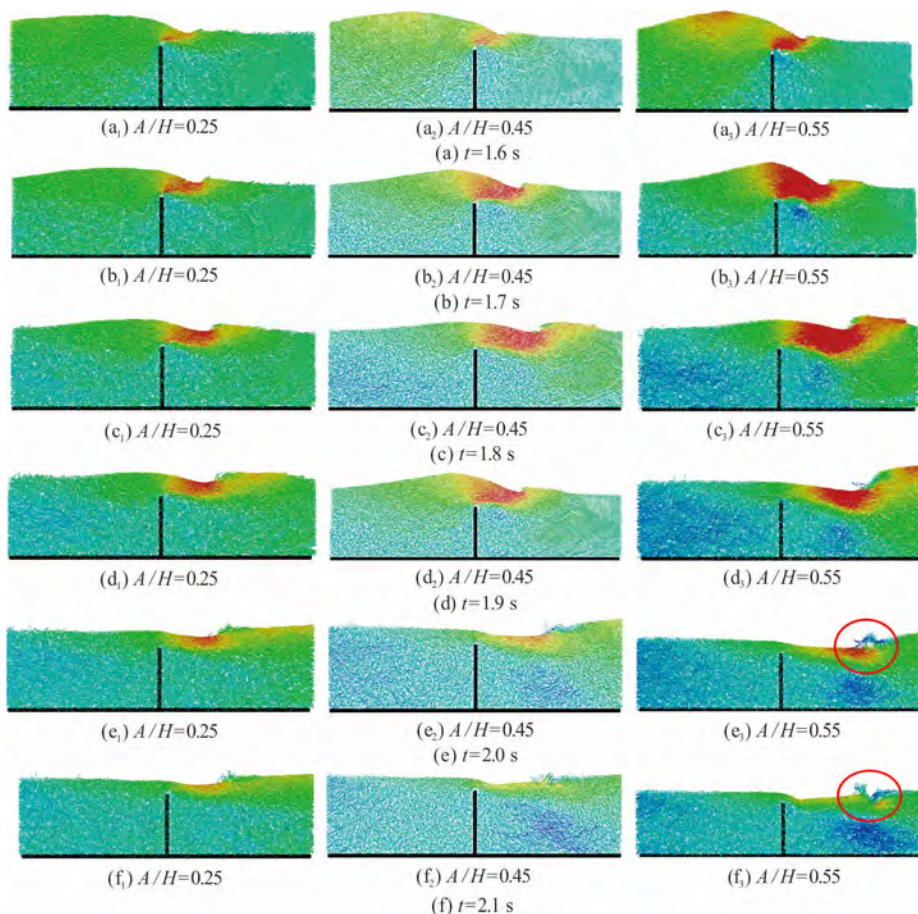 (a₁) A/H=0.25 (a₂) A/H=0.45 (a₃) A/H=0.55
(a) t=1.6 s
(b₁) A/H=0.25 (b₂) A/H=0.45 (b₃) A/H=0.55
(b) t=1.7 s
(c₁) A/H=0.25 (c₂) A/H=0.45 (c₃) A/H=0.55
(c) t=1.8 s
(d₁) A/H=0.25 (d₂) A/H=0.45 (d₃) A/H=0.55
(d) t=1.9 s
(e₁) A/H=0.25 (e₂) A/H=0.45 (e₃) A/H=0.55
(e) t=2.0 s
(f₁) A/H=0.25 (f₂) A/H=0.45 (f₃) A/H=0.55
(f) t=2.1 s